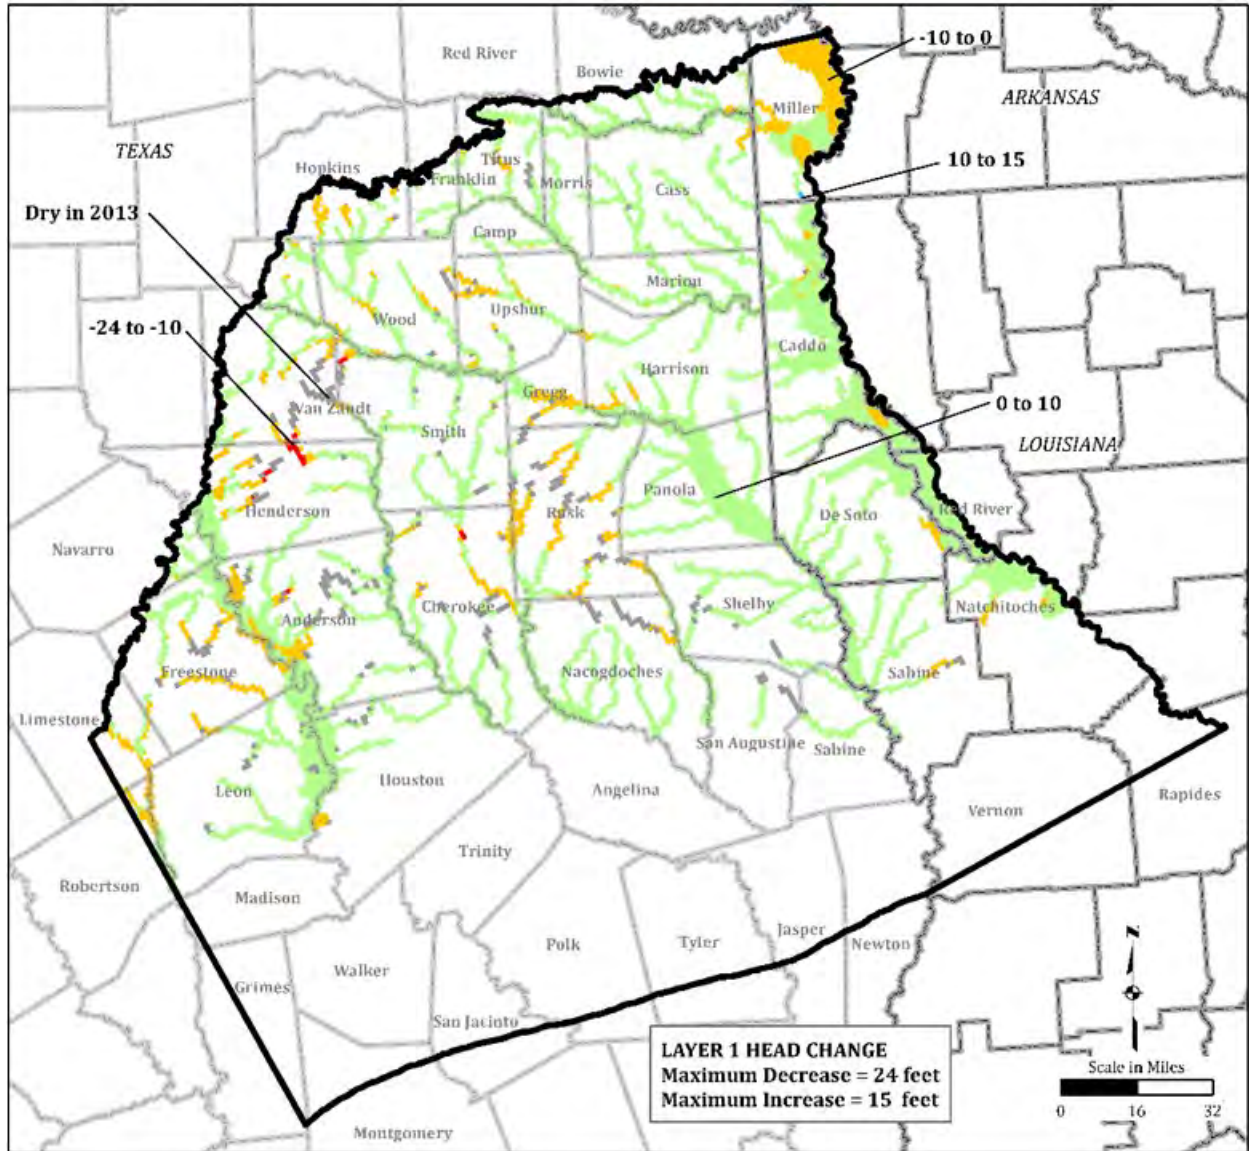 -10 to 0
Red River
Bowie
ARKANSAS
Miller
TEXAS
10 to 15
Hopkins
Titus
Franklin
Morris
Cass
Dry in 2013
Camp
Marion
-24 to -10
Wood
Upshur
Caddo
Harrison
Gregg
0 to 10
Van Zandt
Smith
LOUISIANA
Panola
Henderson
Rusk
De Soto
Red River
Navarro
Shelby
Natchitoches
Cherokee
Anderson
Freestone
Nacogdoches
Sabine
Limestone
San Augustine
Sabine
Houston
Leon
Angelina
Rapides
Vernon
Trinity
Robertson
Madison
Jasper
Polk
Tyler
Newton
Walker
Grimes
San Jacinto
N
LAYER 1 HEAD CHANGE
Maximum Decrease = 24 feet
Maximum Increase = 15 feet
Scale in Miles
0 16 32
Montgomery